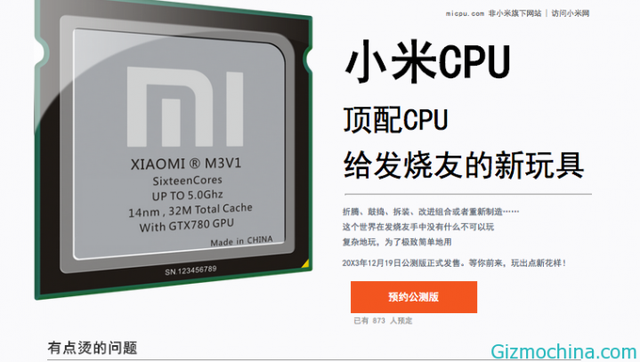 micpu.com 非小米旗下网站 | 访问小米网
小米CPU
顶配CPU
给发烧友的新玩具
折腾、鼓捣、拆装、改进组合或者重新制造……
这个世界在发烧友手中没有什么不可以玩
复杂地玩，为了极致简单地用
20X3年12月19日公测版正式发售。等你前来，玩出点新花样！
预约公测版
已有 873 人预定
MI
XIAOMI ® M3V1
SixteenCores
UP TO 5.0Ghz
14nm , 32M Total Cache
With GTX780 GPU
Made in CHINA
SN.123456789
有点烫的问题
Gizmochina.com